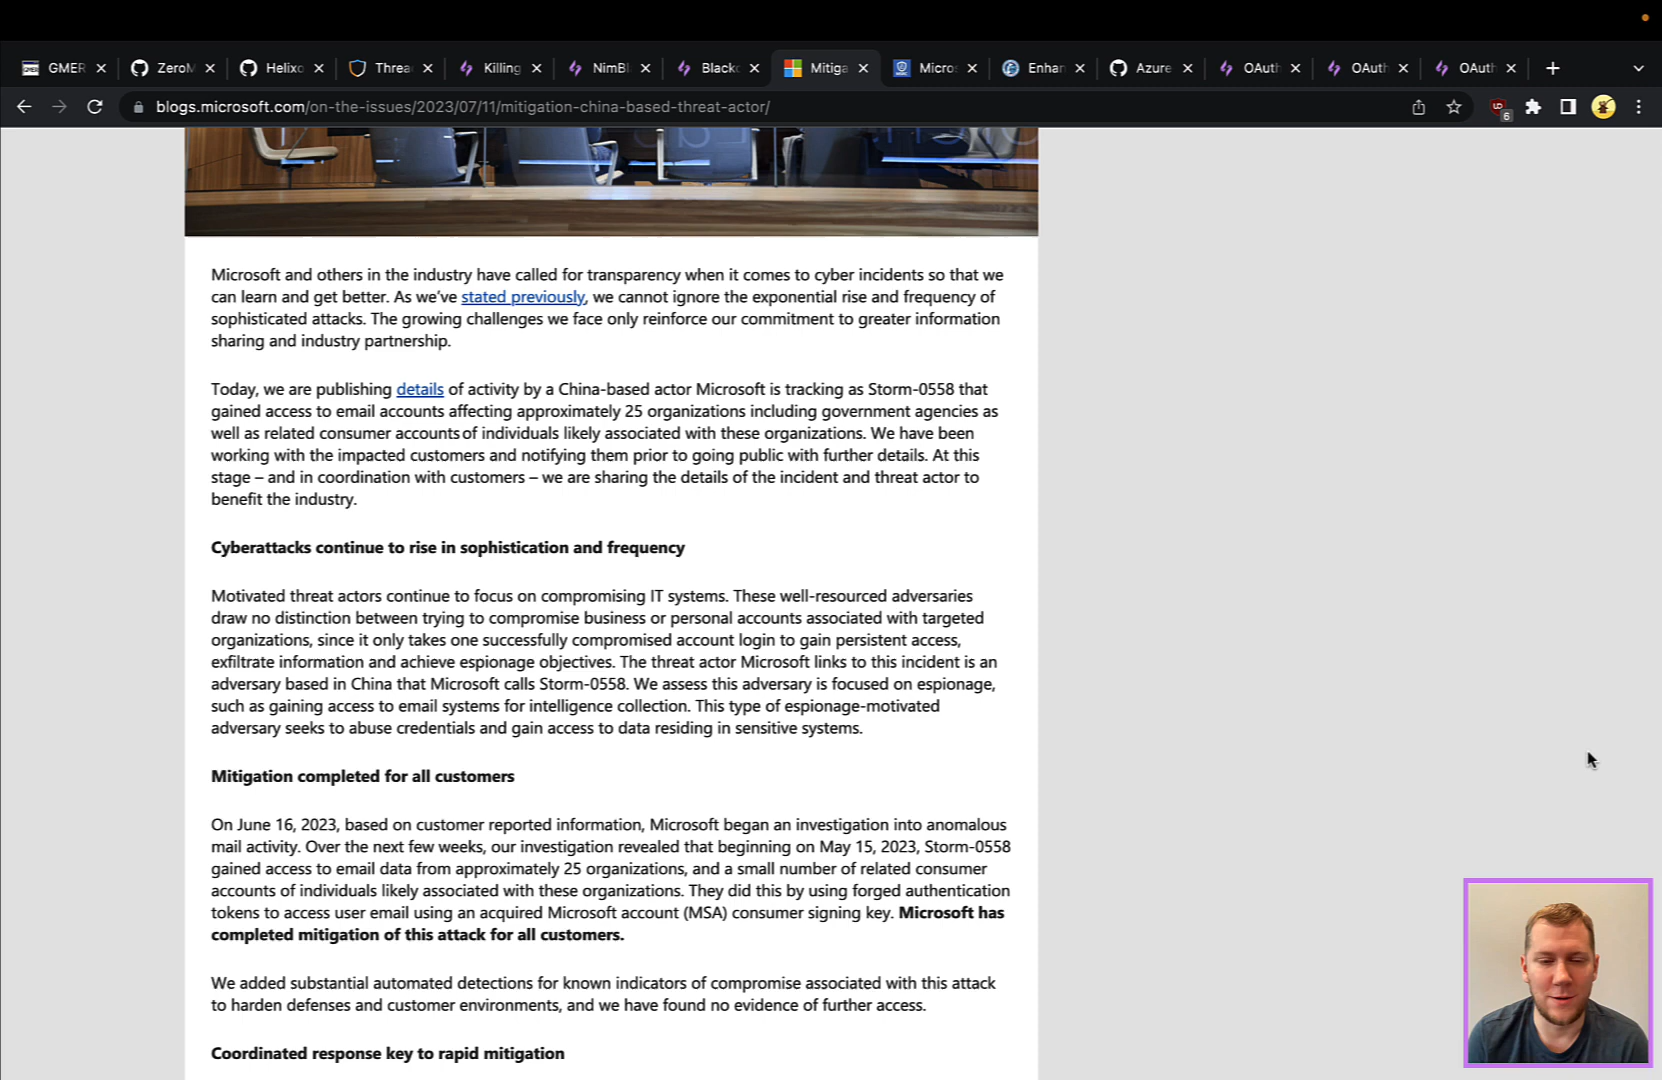 GMER
ZeroM
Helixo
Threa
Killing
NimBl
Blackc
Mitiga
Micros
Enhan
Azure
OAuth
OAuth
OAuth
blogs.microsoft.com/on-the-issues/2023/07/11/mitigation-china-based-threat-actor/
6
Microsoft and others in the industry have called for transparency when it comes to cyber incidents so that we
can learn and get better. As we've stated previously, we cannot ignore the exponential rise and frequency of
sophisticated attacks. The growing challenges we face only reinforce our commitment to greater information
sharing and industry partnership.
Today, we are publishing details of activity by a China-based actor Microsoft is tracking as Storm-0558 that
gained access to email accounts affecting approximately 25 organizations including government agencies as
well as related consumer accounts of individuals likely associated with these organizations. We have been
working with the impacted customers and notifying them prior to going public with further details. At this
stage – and in coordination with customers – we are sharing the details of the incident and threat actor to
benefit the industry.
Cyberattacks continue to rise in sophistication and frequency
Motivated threat actors continue to focus on compromising IT systems. These well-resourced adversaries
draw no distinction between trying to compromise business or personal accounts associated with targeted
organizations, since it only takes one successfully compromised account login to gain persistent access,
exfiltrate information and achieve espionage objectives. The threat actor Microsoft links to this incident is an
adversary based in China that Microsoft calls Storm-0558. We assess this adversary is focused on espionage,
such as gaining access to email systems for intelligence collection. This type of espionage-motivated
adversary seeks to abuse credentials and gain access to data residing in sensitive systems.
Mitigation completed for all customers
On June 16, 2023, based on customer reported information, Microsoft began an investigation into anomalous
mail activity. Over the next few weeks, our investigation revealed that beginning on May 15, 2023, Storm-0558
gained access to email data from approximately 25 organizations, and a small number of related consumer
accounts of individuals likely associated with these organizations. They did this by using forged authentication
tokens to access user email using an acquired Microsoft account (MSA) consumer signing key. Microsoft has
completed mitigation of this attack for all customers.
We added substantial automated detections for known indicators of compromise associated with this attack
to harden defenses and customer environments, and we have found no evidence of further access.
Coordinated response key to rapid mitigation